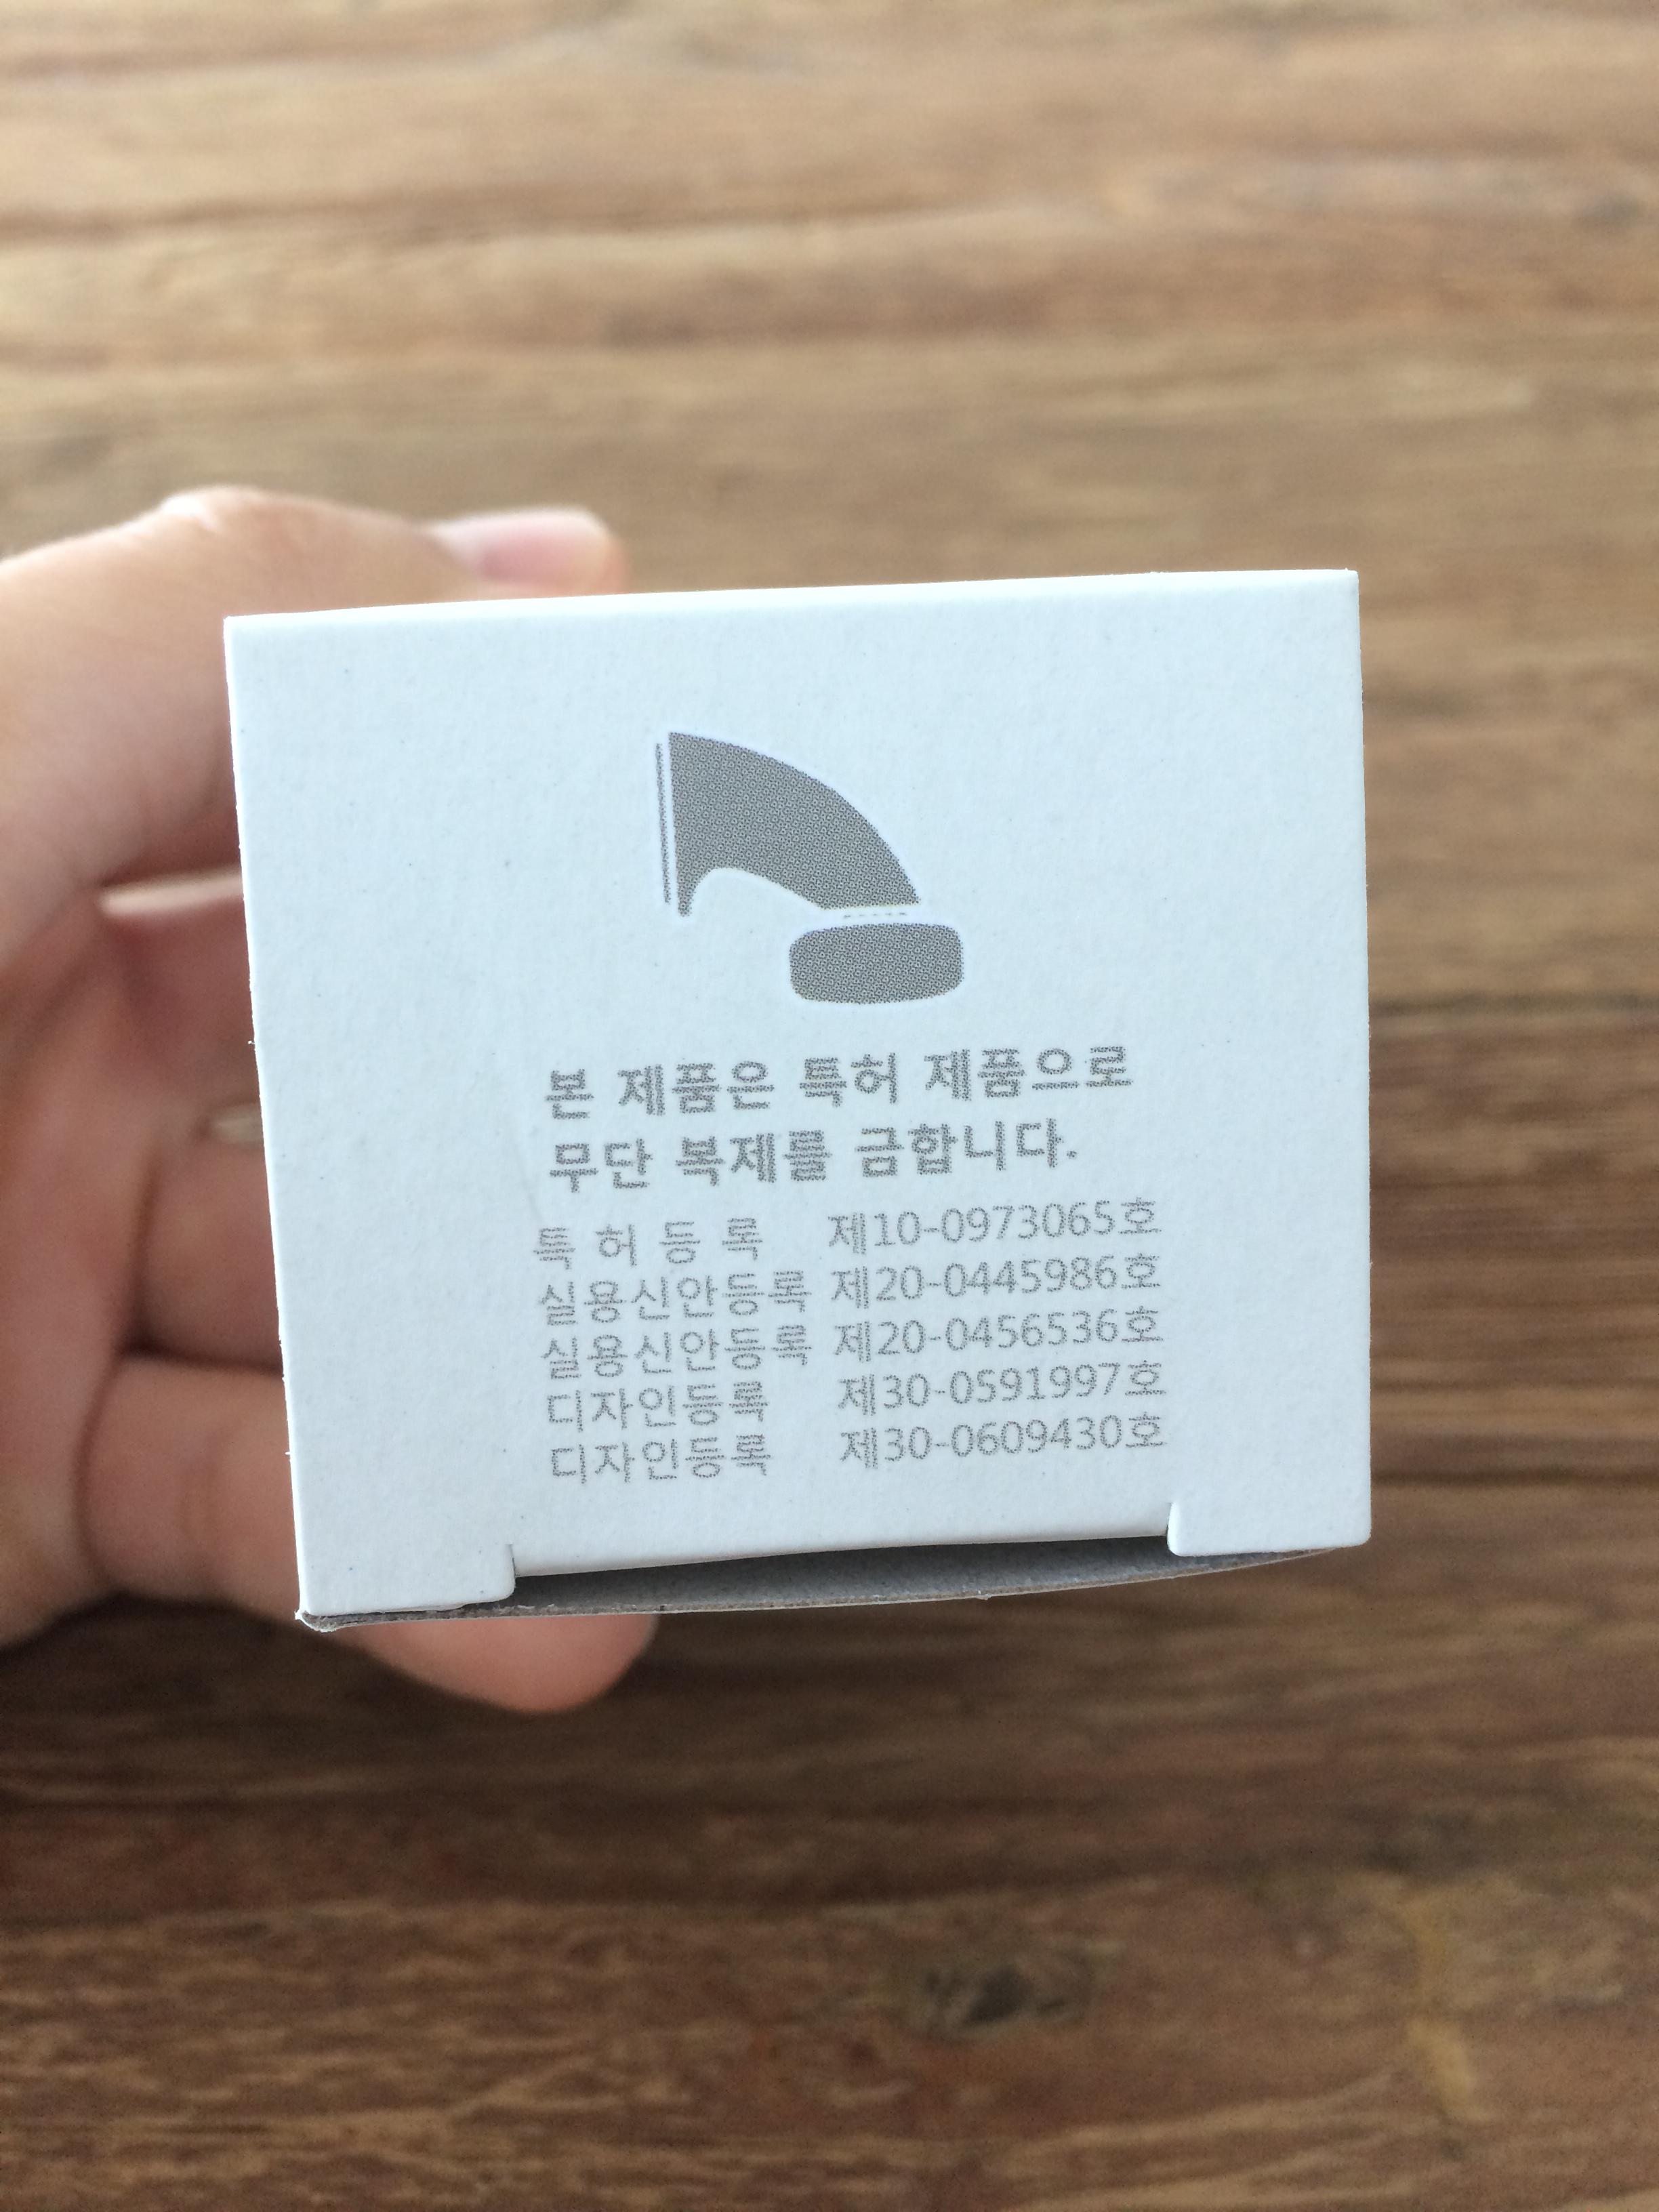 본 제품은 특허 제품으로
무단 복제를 금합니다.
특 허 등 록 제10-0973065호
실용신안등록 제20-0445986호
실용신안등록 제20-0456536호
디자인등록 제30-0591997호
디자인등록 제30-0609430호